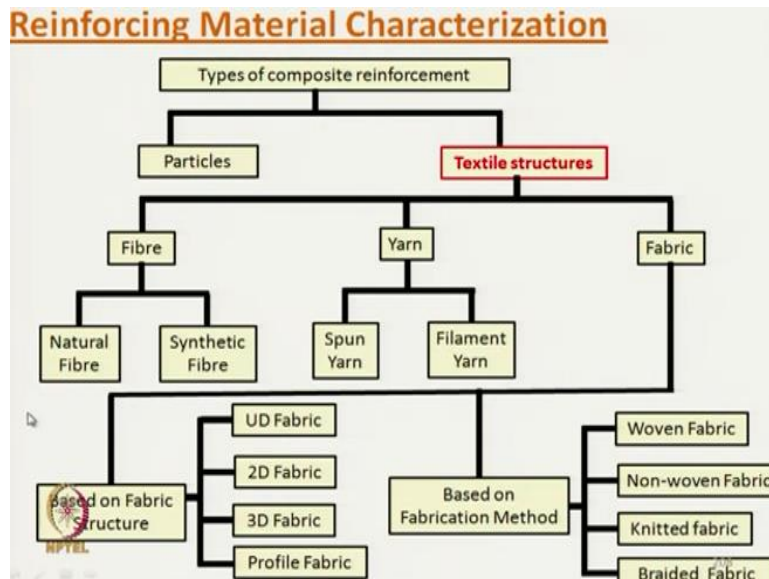 Reinforcing Material Characterization
Types of composite reinforcement
Particles
Textile structures
Fibre
Yarn
Fabric
Natural
Fibre
Synthetic
Fibre
Spun
Yarn
Filament
Yarn
Based on Fabric
Structure
UD Fabric
2D Fabric
3D Fabric
Profile Fabric
Based on
Fabrication Method
Woven Fabric
Non-woven Fabric
Knitted fabric
Braided Fabric
NPTEL